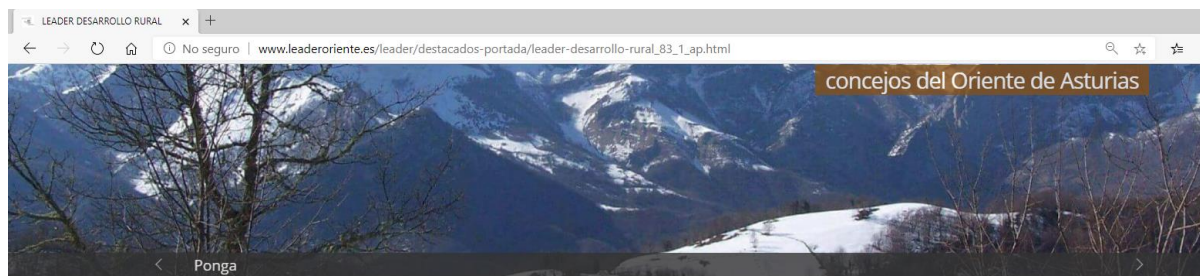 LEADER DESARROLLO RURAL
No seguro | www.leaderoriente.es/leader/destacados-portada/leader-desarrollo-rural_83_1_ap.html
concejos del Oriente de Asturias
Ponga